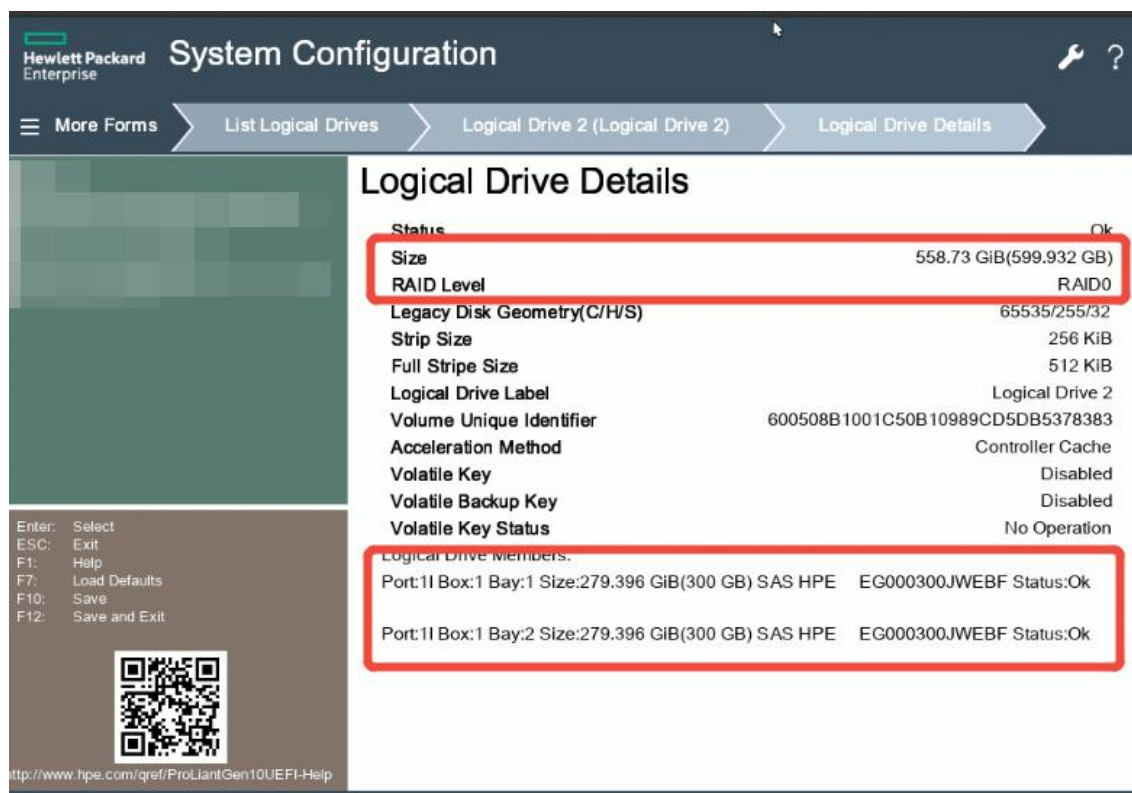 Hewlett Packard
Enterprise
System Configuration
?
More Forms
List Logical Drives
Logical Drive 2 (Logical Drive 2)
Logical Drive Details
Logical Drive Details
Status Ok
Size 558.73 GiB(599.932 GB)
RAID Level RAID0
Legacy Disk Geometry(C/H/S) 65535/255/32
Strip Size 256 KiB
Full Stripe Size 512 KiB
Logical Drive Label Logical Drive 2
Volume Unique Identifier 600508B1001C50B10989CD5DB5378383
Acceleration Method Controller Cache
Volatile Key Disabled
Volatile Backup Key Disabled
Volatile Key Status No Operation
Logical Drive Members:
Port:1I Box:1 Bay:1 Size:279.396 GiB(300 GB) SAS HPE EG000300JWEBF Status:Ok
Port:1I Box:1 Bay:2 Size:279.396 GiB(300 GB) SAS HPE EG000300JWEBF Status:Ok
Enter: Select
ESC: Exit
F1: Help
F7: Load Defaults
F10: Save
F12: Save and Exit
http://www.hpe.com/qref/ProLiantGen10UEFI-Help